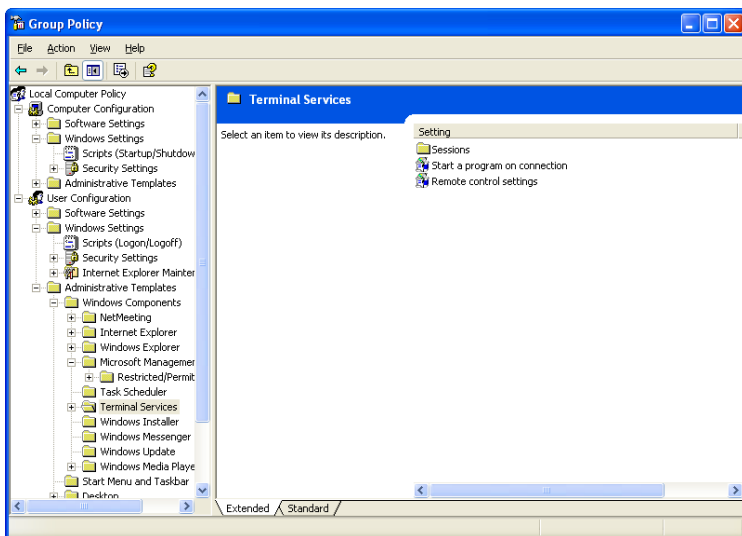 Group Policy
File Action View Help
Local Computer Policy
Computer Configuration
Software Settings
Windows Settings
Scripts (Startup/Shutdow
Security Settings
Administrative Templates
User Configuration
Software Settings
Windows Settings
Scripts (Logon/Logoff)
Security Settings
Internet Explorer Mainter
Administrative Templates
Windows Components
NetMeeting
Internet Explorer
Windows Explorer
Microsoft Managemer
Restricted/Permit
Task Scheduler
Terminal Services
Windows Installer
Windows Messenger
Windows Update
Windows Media Playe
Start Menu and Taskbar
Desktop
Terminal Services
Select an item to view its description.
Setting
Sessions
Start a program on connection
Remote control settings
Extended Standard